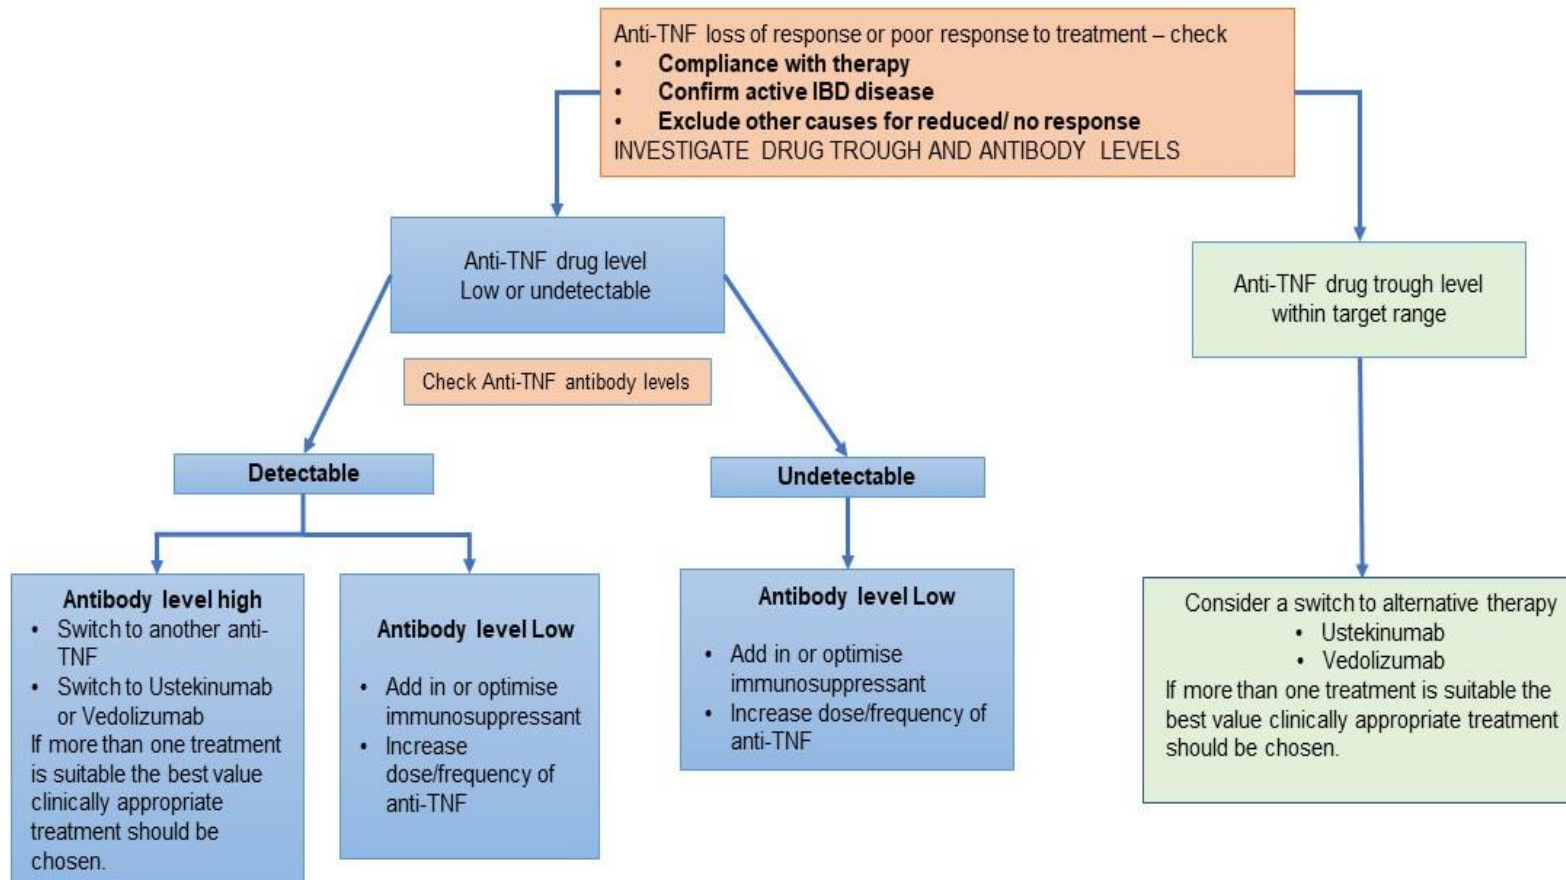 Anti-TNF loss of response or poor response to treatment – check
• Compliance with therapy
• Confirm active IBD disease
• Exclude other causes for reduced/ no response
INVESTIGATE DRUG TROUGH AND ANTIBODY LEVELS
Anti-TNF drug level
Low or undetectable
Anti-TNF drug trough level
within target range
Check Anti-TNF antibody levels
Detectable
Undetectable
Antibody level high
• Switch to another anti-
TNF
• Switch to Ustekinumab
or Vedolizumab
If more than one treatment
is suitable the best value
clinically appropriate
treatment should be
chosen.
Antibody level Low
• Add in or optimise
immunosuppressant
• Increase
dose/frequency of
anti-TNF
Antibody level Low
• Add in or optimise
immunosuppressant
• Increase dose/frequency of
anti-TNF
Consider a switch to alternative therapy
• Ustekinumab
• Vedolizumab
If more than one treatment is suitable the
best value clinically appropriate treatment
should be chosen.